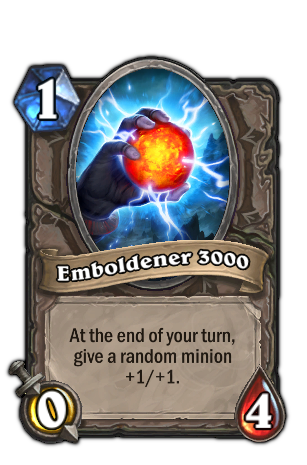 1
Emboldener 3000
At the end of your turn,
give a random minion
+1/+1.
0
4